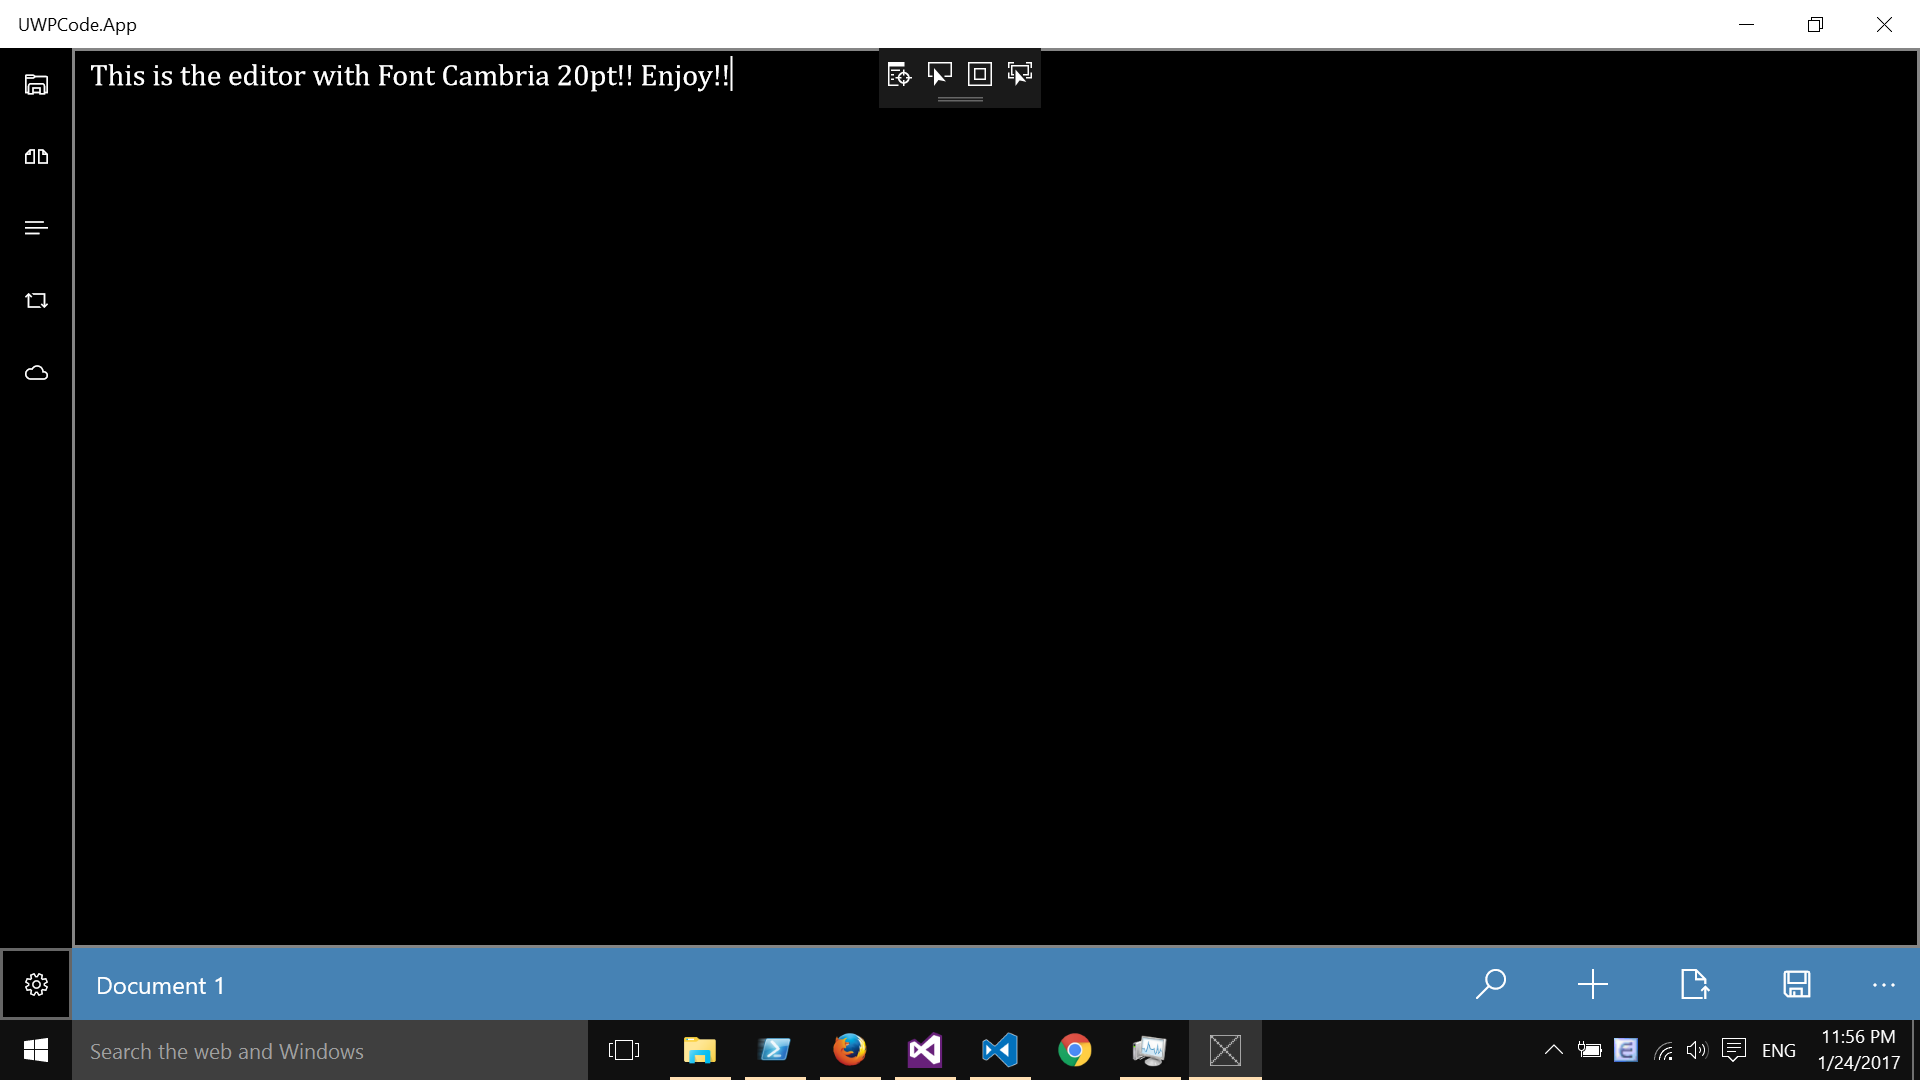 UWPCode.App
This is the editor with Font Cambria 20pt!! Enjoy!!
Document 1
Search the web and Windows
ENG
11:56 PM
1/24/2017